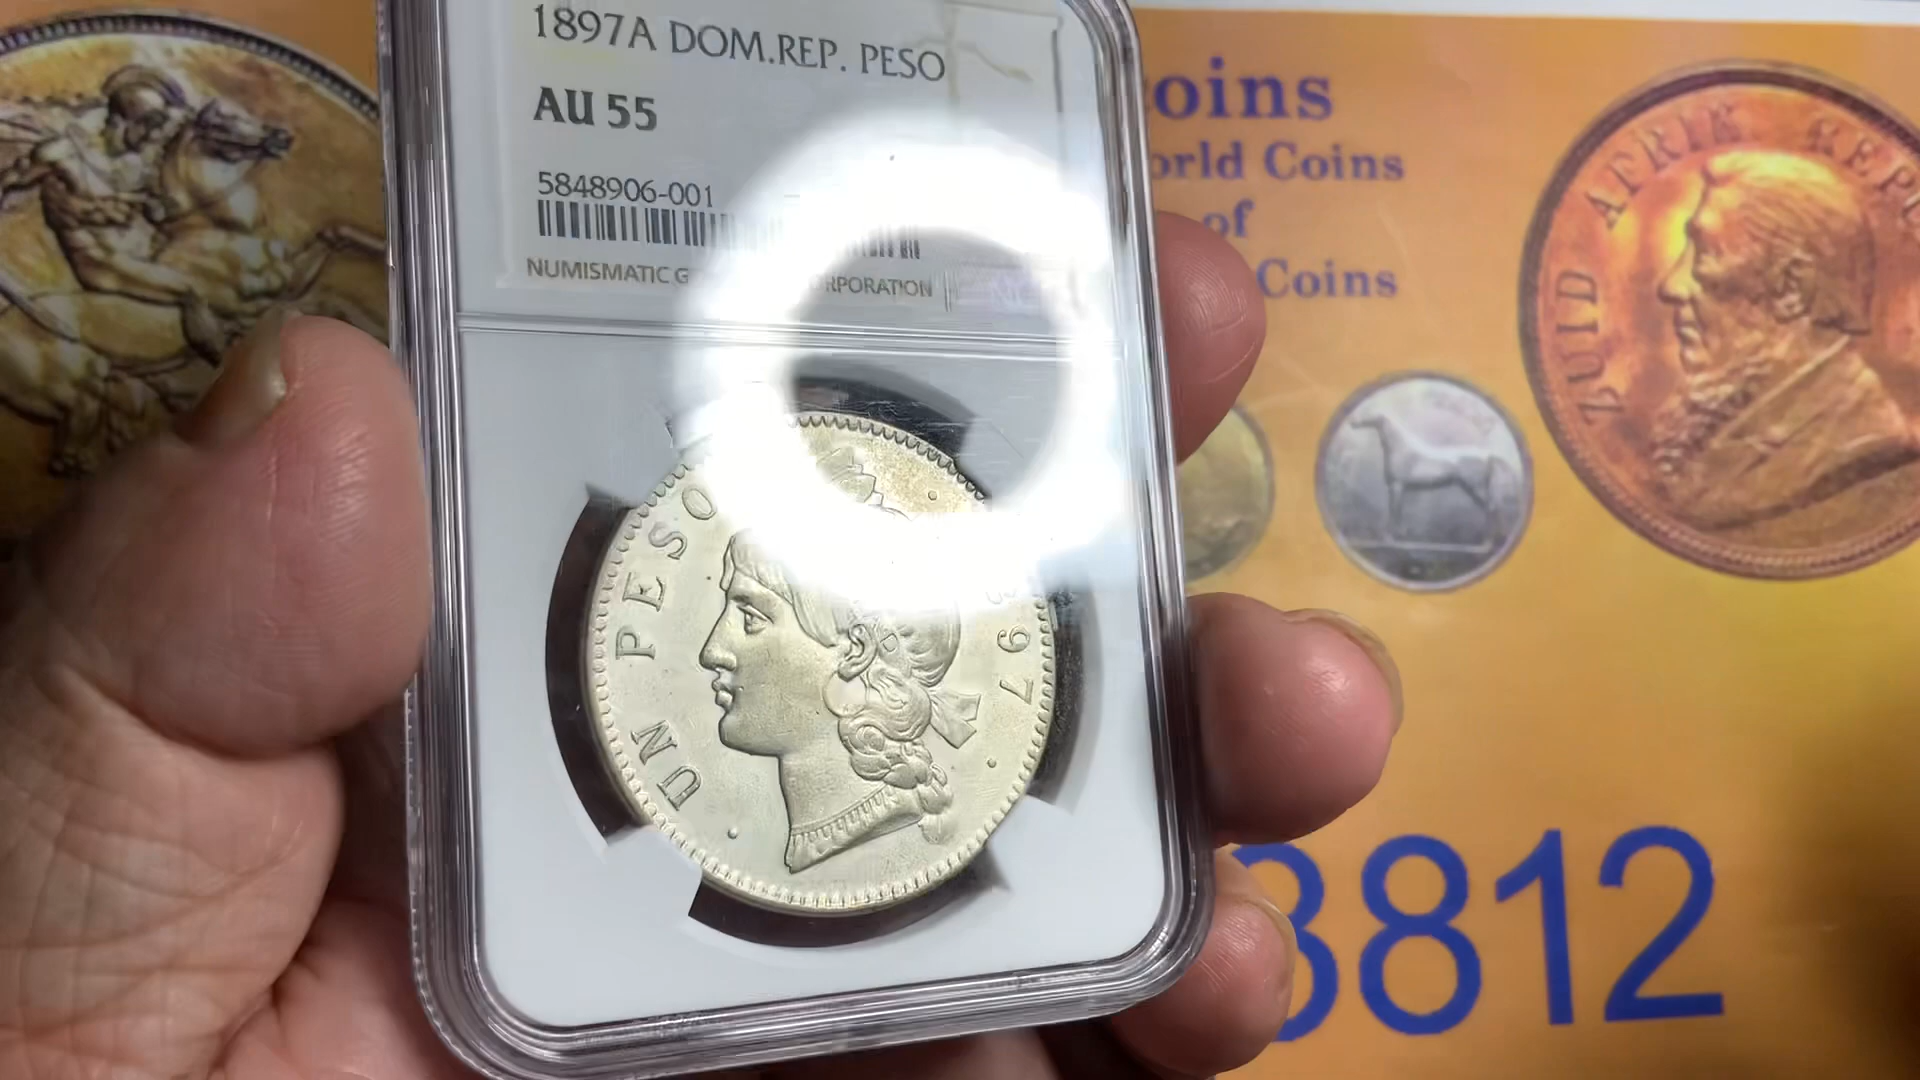 1897A DOM.REP. PESO
AU 55
5848906-001
NUMISMATIC G RPORATION
UN PESO
97
oins
orld Coins
of
Coins
ZUID AFRIK REPU
3812